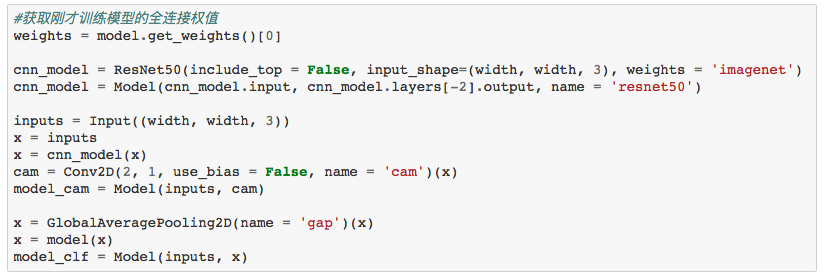 #获取刚才训练模型的全连接权值
weights = model.get_weights()[0]
cnn_model = ResNet50(include_top = False, input_shape=(width, width, 3), weights = 'imagenet')
cnn_model = Model(cnn_model.input, cnn_model.layers[-2].output, name = 'resnet50')
inputs = Input((width, width, 3))
x = inputs
x = cnn_model(x)
cam = Conv2D(2, 1, use_bias = False, name = 'cam')(x)
model_cam = Model(inputs, cam)
x = GlobalAveragePooling2D(name = 'gap')(x)
x = model(x)
model_clf = Model(inputs, x)